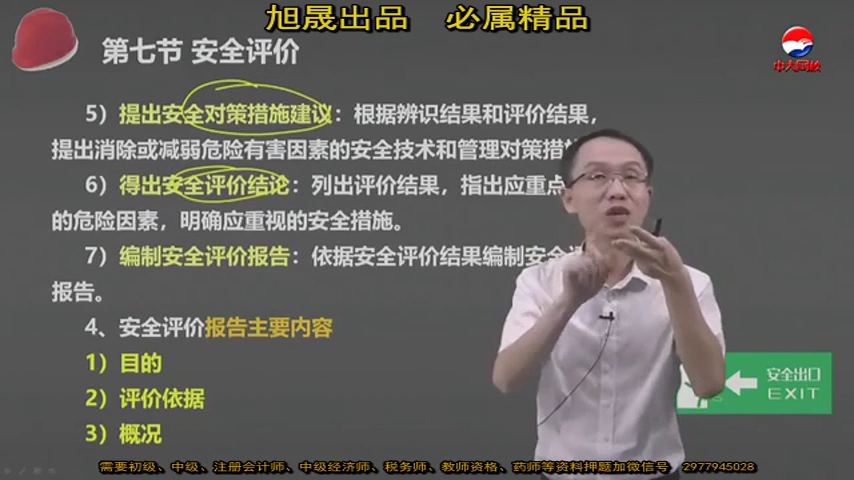 旭晟出品 必属精品
第七节 安全评价
中大网校
5）提出安全对策措施建议：根据辨识结果和评价结果，
提出消除或减弱危险有害因素的安全技术和管理对策措
6）得出安全评价结论：列出评价结果，指出应重点
的危险因素，明确应重视的安全措施。
7）编制安全评价报告：依据安全评价结果编制安全
报告。
4、安全评价报告主要内容
1）目的
2）评价依据
3）概况
安全出口
EXIT
需要初级、中级、注册会计师、中级经济师、税务师、教师资格、药师等资料押题加微信号 2977945028